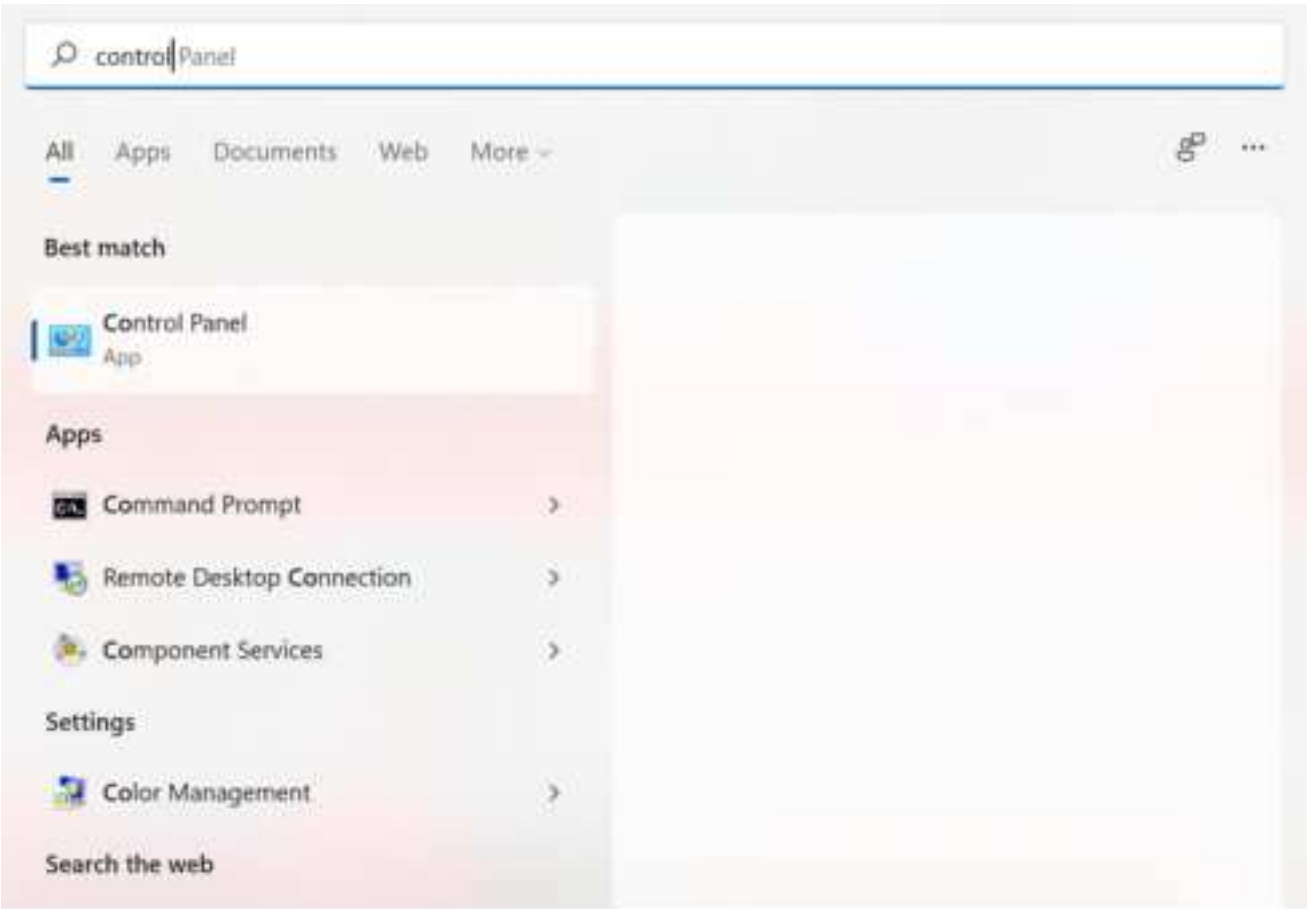 control Panel
All Apps Documents Web More
Best match
Control Panel
App
Apps
Command Prompt
Remote Desktop Connection
Component Services
Settings
Color Management
Search the web